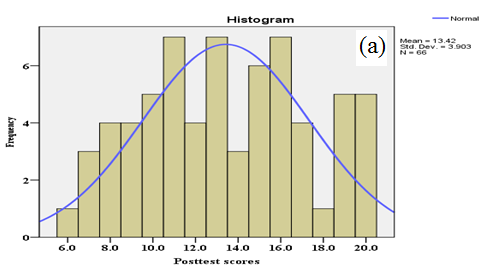 Histogram
Normal
(a)
Mean = 13.42
Std. Dev. = 3.903
N = 66
Frequency
6
4
2
0
6.0 8.0 10.0 12.0 14.0 16.0 18.0 20.0
Posttest scores